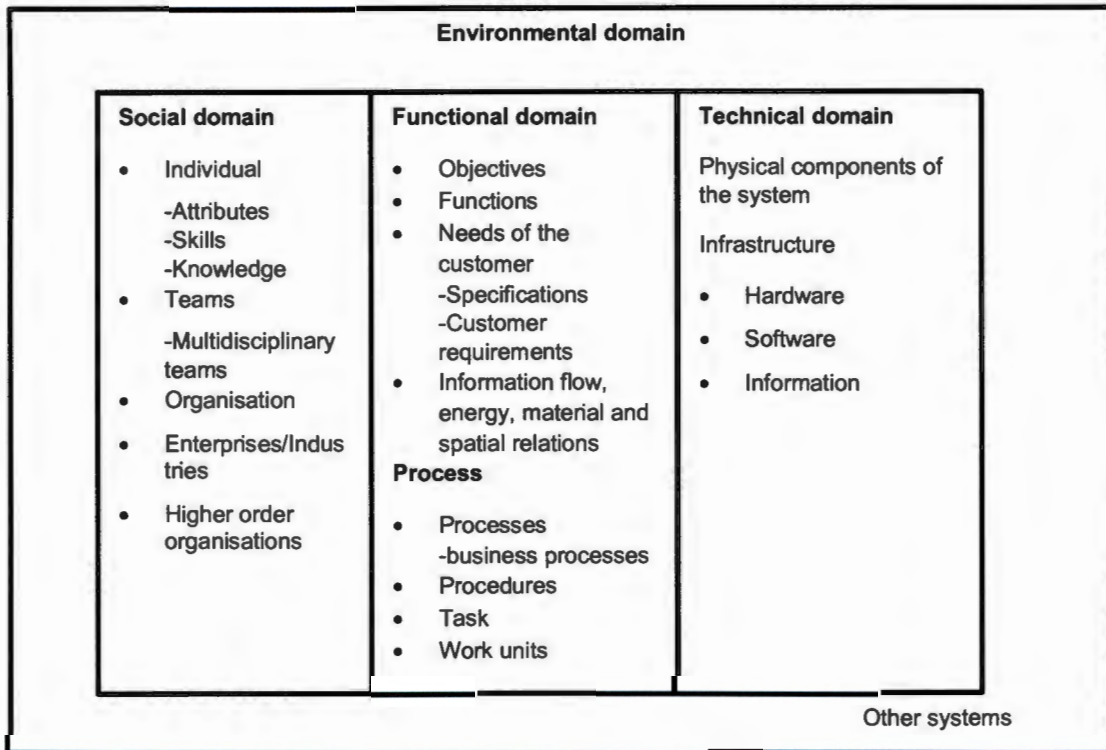 Environmental domain
Social domain
• Individual
-Attributes
-Skills
-Knowledge
• Teams
-Multidisciplinary
teams
• Organisation
• Enterprises/Indus
tries
• Higher order
organisations
Functional domain
• Objectives
• Functions
• Needs of the
customer
-Specifications
-Customer
requirements
• Information flow,
energy, material and
spatial relations
Process
• Processes
-business processes
• Procedures
• Task
• Work units
Technical domain
Physical components of
the system
Infrastructure
• Hardware
• Software
• Information
Other systems